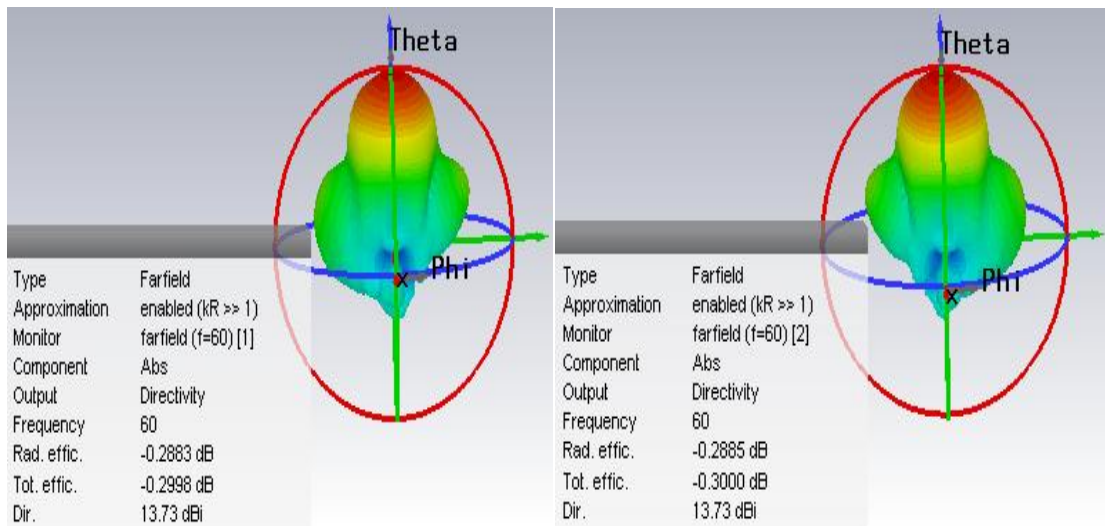 Theta
Phi
x
Type Farfield
Approximation enabled (kR >> 1)
Monitor farfield (f=60) [1]
Component Abs
Output Directivity
Frequency 60
Rad. effic. -0.2883 dB
Tot. effic. -0.2998 dB
Dir. 13.73 dBi
Theta
Phi
x
Type Farfield
Approximation enabled (kR >> 1)
Monitor farfield (f=60) [2]
Component Abs
Output Directivity
Frequency 60
Rad. effic. -0.2885 dB
Tot. effic. -0.3000 dB
Dir. 13.73 dBi